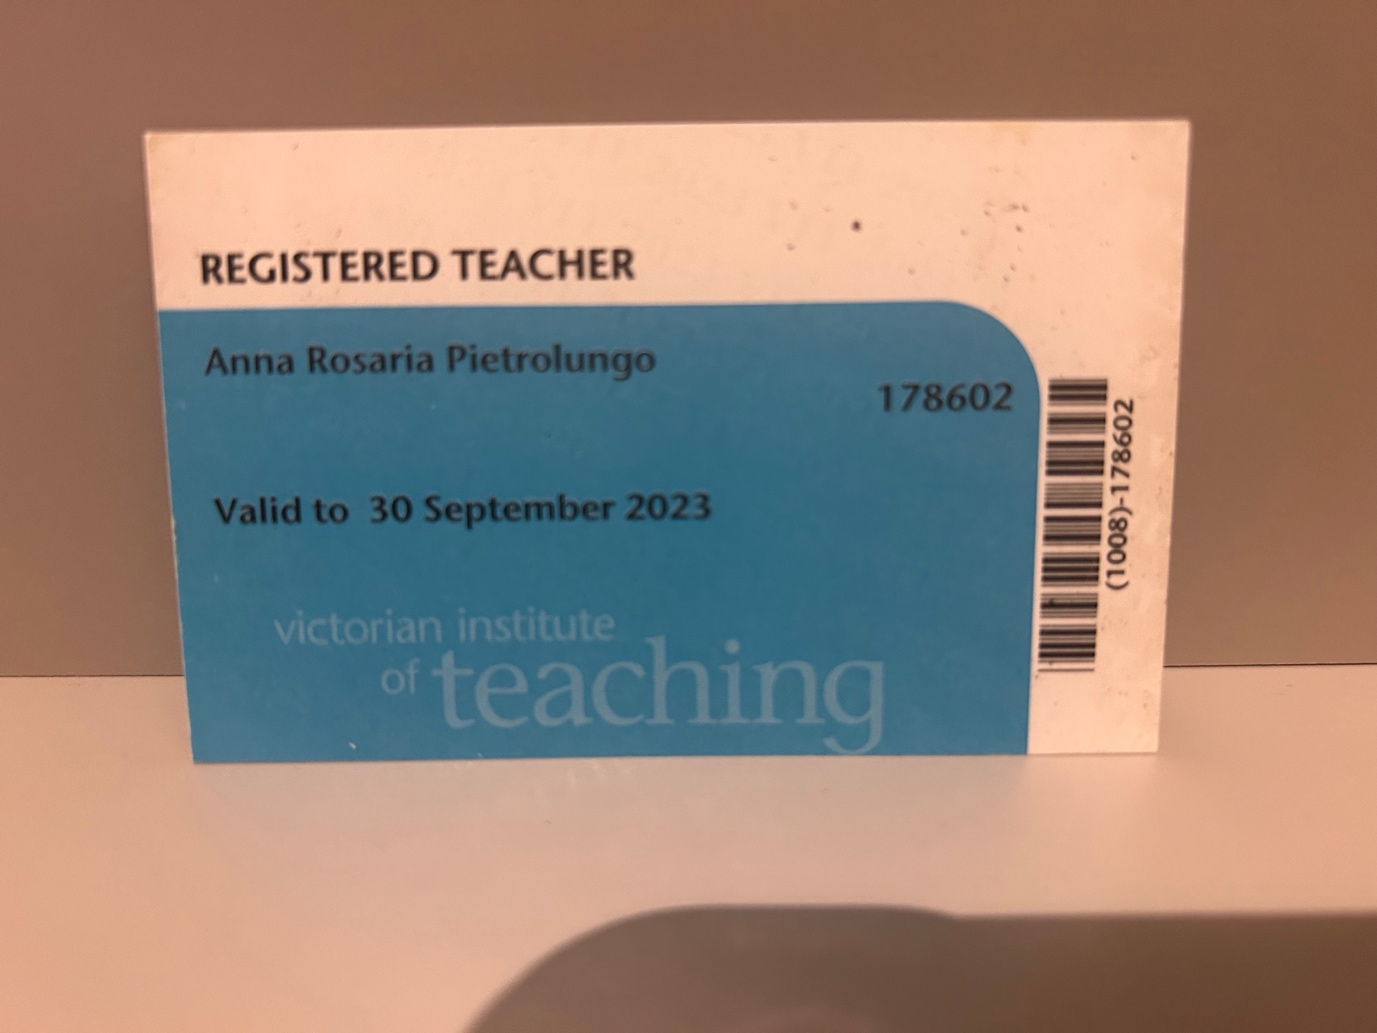 REGISTERED TEACHER
Anna Rosaria Pietrolungo
178602
Valid to 30 September 2023
victorian institute
of teaching
(1008)-178602